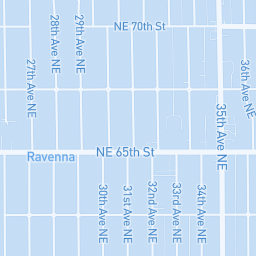 NE 70th St
28th Ave NE
29th Ave NE
27th Ave NE
36th Ave NE
35th Ave NE
NE 65th St
Ravenna
30th Ave NE
31st Ave NE
32nd Ave NE
33rd Ave NE
34th Ave NE